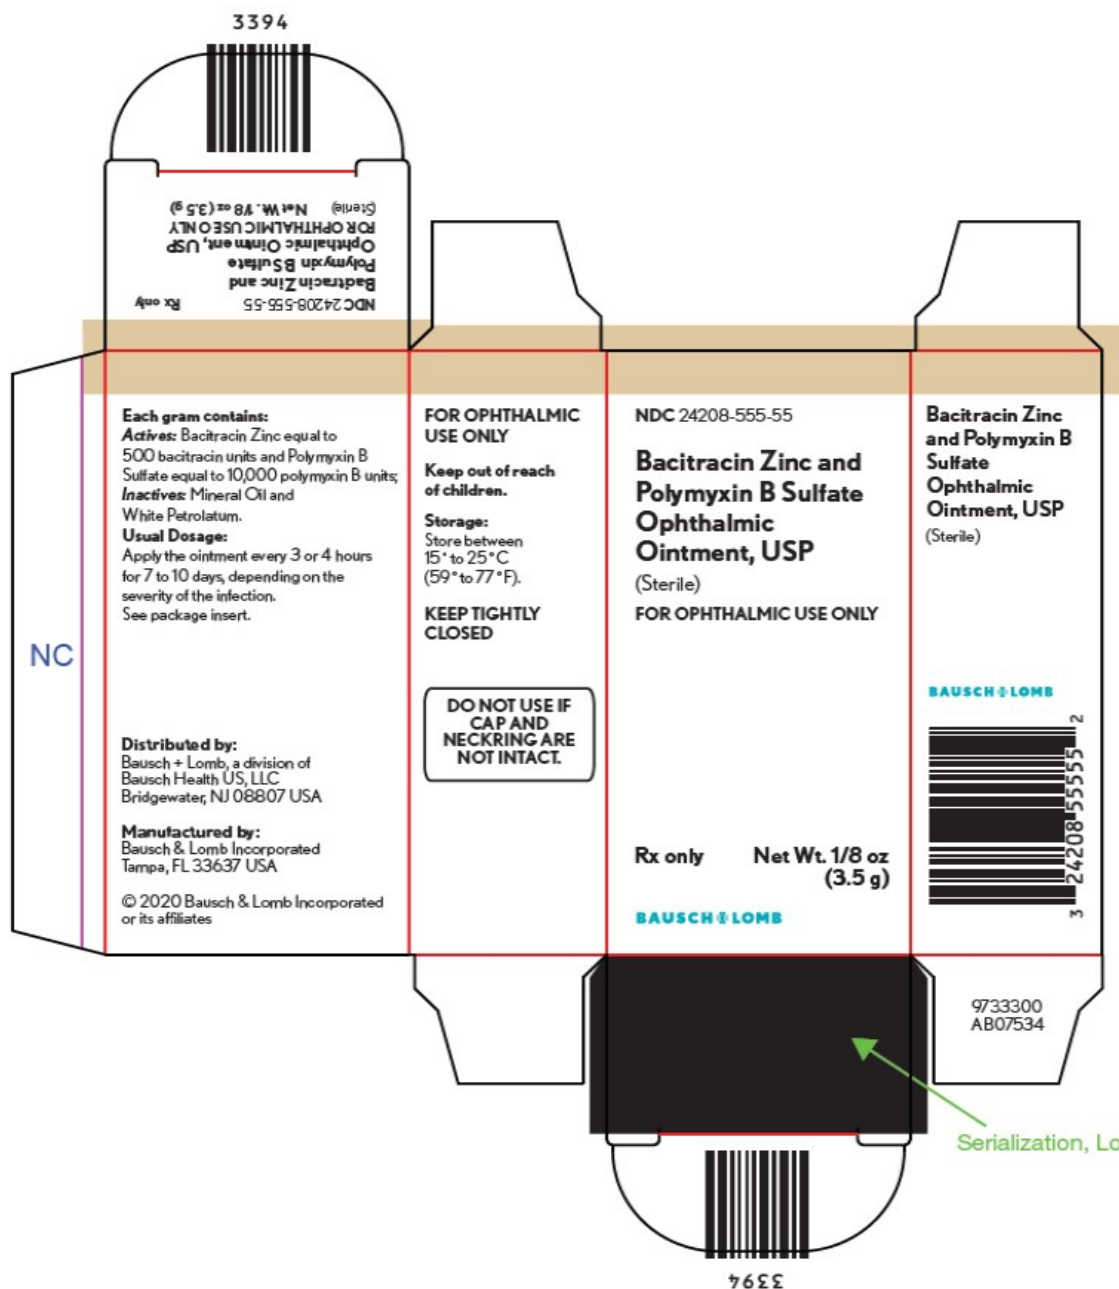 3394
NDC 24208-555-55 Rx only
Bacitracin Zinc and
Polymyxin B Sulfate
Ophthalmic Ointment, USP
FOR OPHTHALMIC USE ONLY
(Sterile) Net Wt. 1/8 oz (3.5 g)
NC
Each gram contains:
Actives: Bacitracin Zinc equal to
500 bacitracin units and Polymyxin B
Sulfate equal to 10,000 polymyxin B units;
Inactives: Mineral Oil and
White Petrolatum.
Usual Dosage:
Apply the ointment every 3 or 4 hours
for 7 to 10 days, depending on the
severity of the infection.
See package insert.
Distributed by:
Bausch + Lomb, a division of
Bausch Health US, LLC
Bridgewater, NJ 08807 USA
Manufactured by:
Bausch & Lomb Incorporated
Tampa, FL 33637 USA
© 2020 Bausch & Lomb Incorporated
or its affiliates
FOR OPHTHALMIC
USE ONLY
Keep out of reach
of children.
Storage:
Store between
15° to 25°C
(59° to 77°F).
KEEP TIGHTLY
CLOSED
DO NOT USE IF
CAP AND
NECKRING ARE
NOT INTACT.
NDC 24208-555-55
Bacitracin Zinc and
Polymyxin B Sulfate
Ophthalmic
Ointment, USP
(Sterile)
FOR OPHTHALMIC USE ONLY
Rx only Net Wt. 1/8 oz
(3.5 g)
BAUSCH + LOMB
Bacitracin Zinc
and Polymyxin B
Sulfate
Ophthalmic
Ointment, USP
(Sterile)
BAUSCH + LOMB
3 24208 55555 2
9733300
AB07534
Serialization, Lo
3394